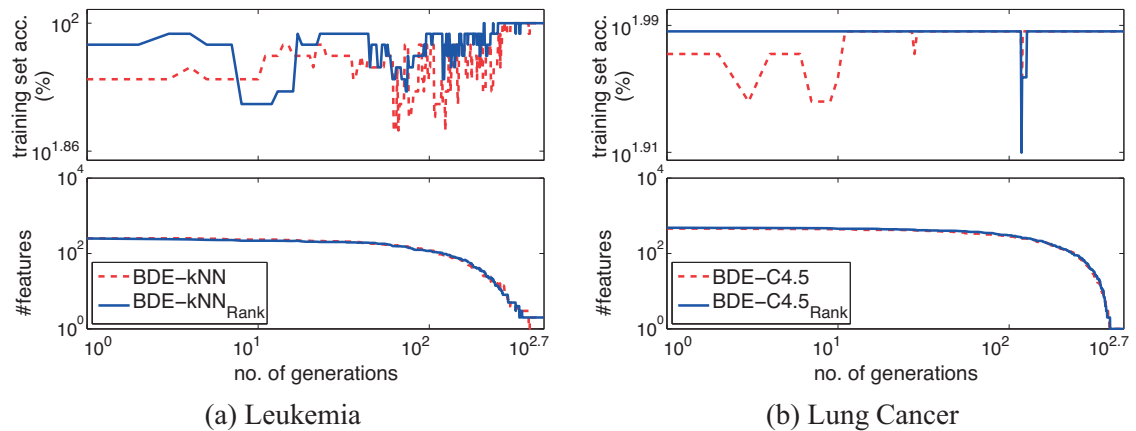 10^2
training set acc.
(%)
10^1.86
10^4
10^2
10^0
#features
BDE-kNN
BDE-kNN_Rank
10^0 10^1 10^2 10^2.7
no. of generations
(a) Leukemia
10^1.99
training set acc.
(%)
10^1.91
10^4
10^2
10^0
#features
BDE-C4.5
BDE-C4.5_Rank
10^0 10^1 10^2 10^2.7
no. of generations
(b) Lung Cancer